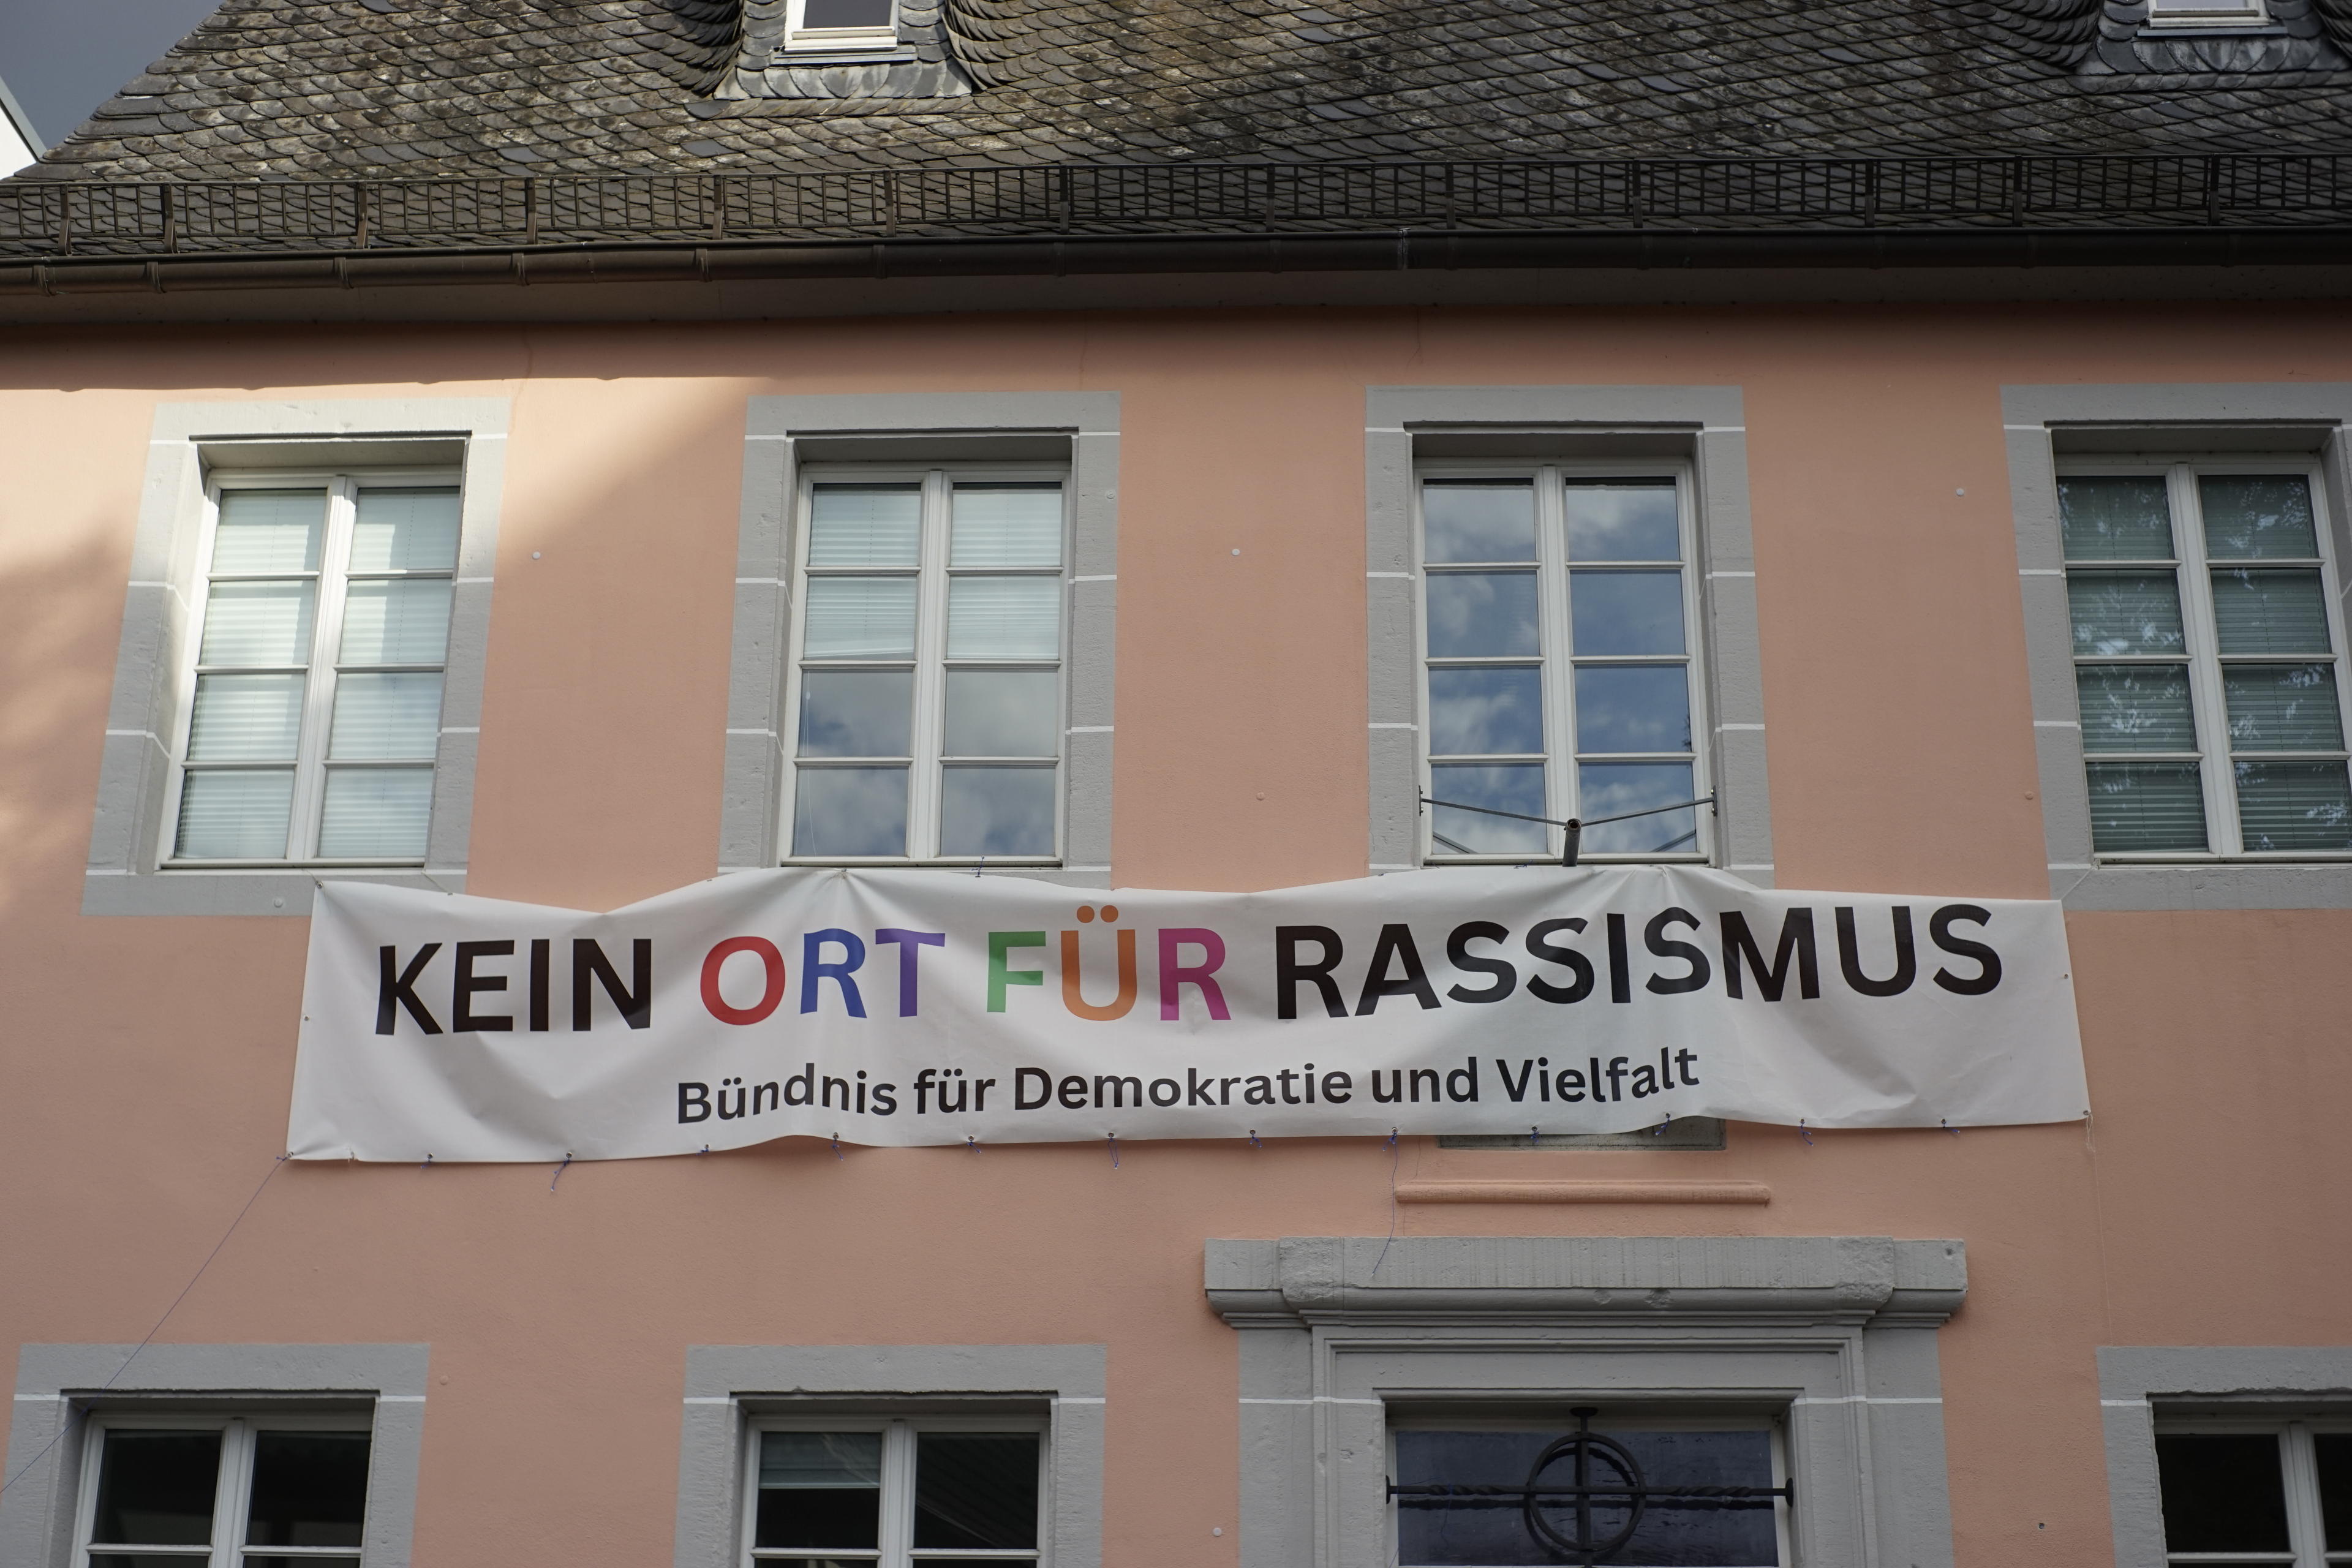 KEIN ORT FÜR RASSISMUS
Bündnis für Demokratie und Vielfalt